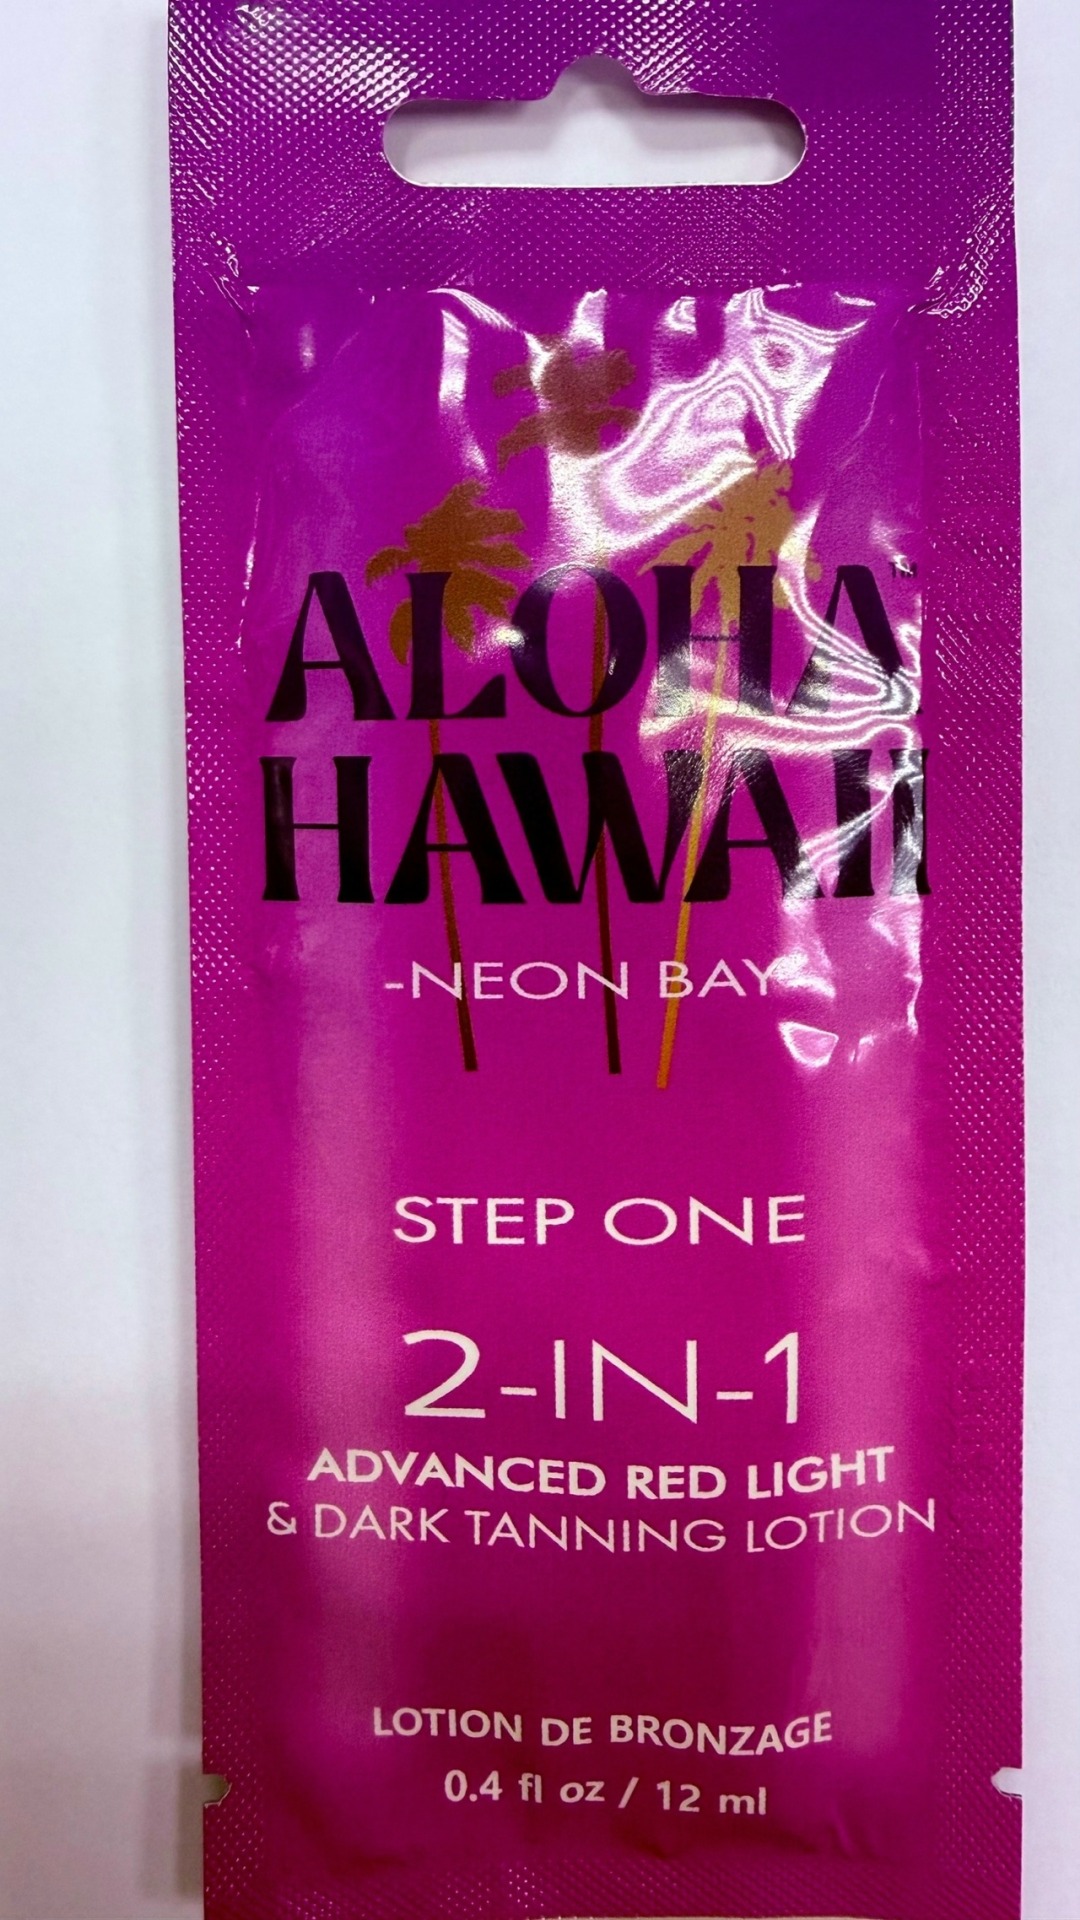 ALOHA™
HAWAII
-NEON BAY-
STEP ONE
2-IN-1
ADVANCED RED LIGHT
& DARK TANNING LOTION
LOTION DE BRONZAGE
0.4 fl oz / 12 ml